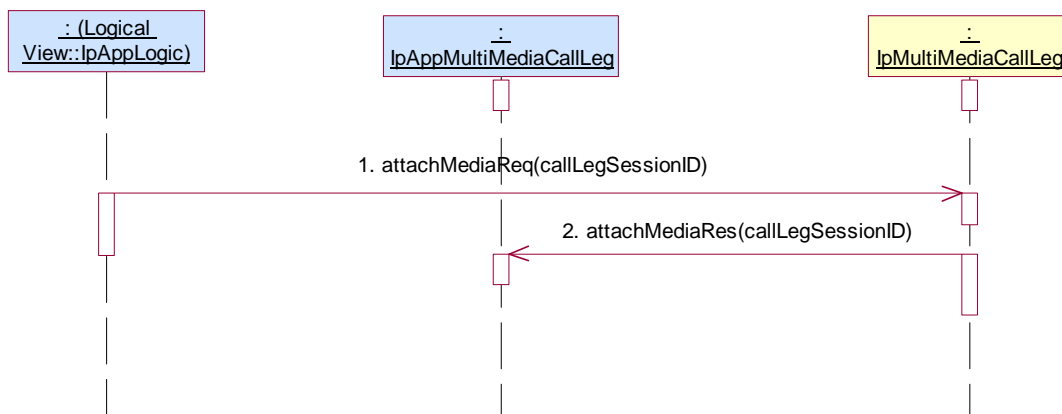 : (Logical
View::IpAppLogic)
:
IpAppMultiMediaCallLeg
:
IpMultiMediaCallLeg
1. attachMediaReq(callLegSessionID)
2. attachMediaRes(callLegSessionID)